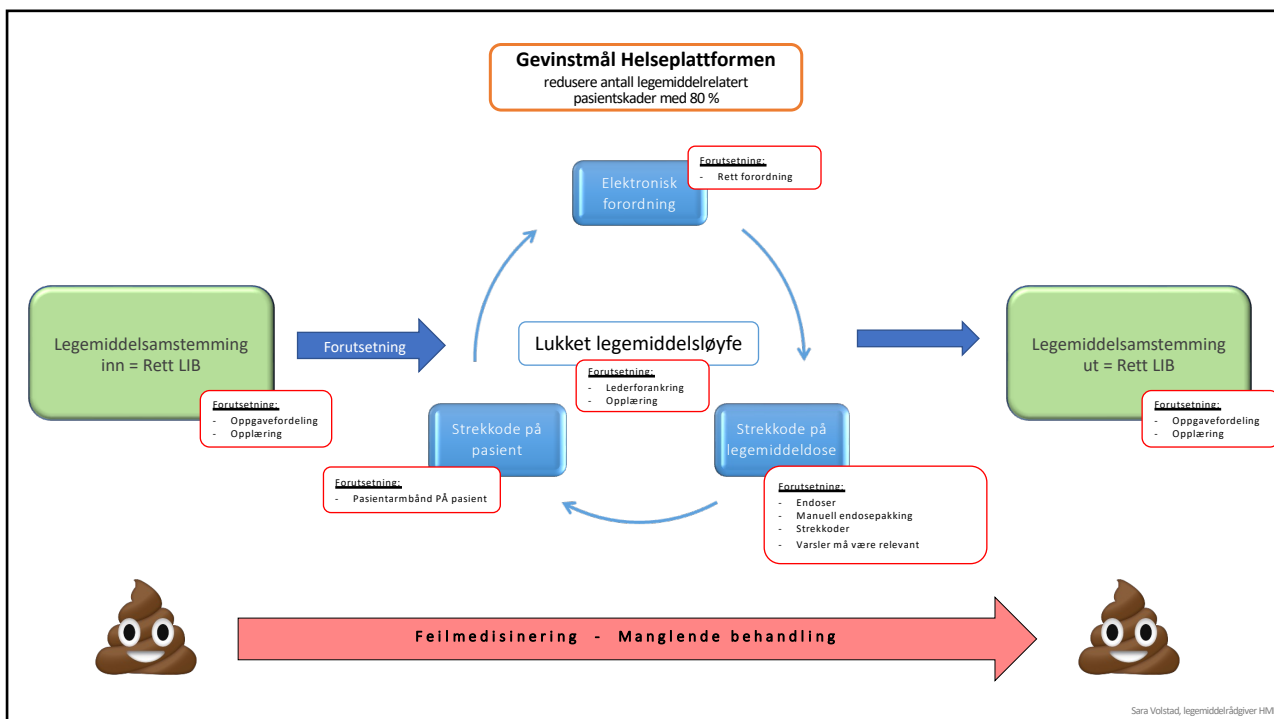 Gevinstmål Helseplattformen
redusere antall legemiddelrelatert
pasientskader med 80 %
Elektronisk
forordning
Forutsetning:
- Rett forordning
Legemiddelsamstemming
inn = Rett LIB
Forutsetning:
- Oppgavefordeling
- Opplæring
Forutsetning
Lukket legemiddelsløyfe
Forutsetning:
- Lederforankring
- Opplæring
Strekkode på
pasient
Forutsetning:
- Pasientarmbånd PÅ pasient
Strekkode på
legemiddeldose
Forutsetning:
- Endoser
- Manuell endosepakking
- Strekkoder
- Varsler må være relevant
Legemiddelsamstemming
ut = Rett LIB
Forutsetning:
- Oppgavefordeling
- Opplæring
Feilmedisinering - Manglende behandling
Sara Volstad, legemiddelrådgiver HM